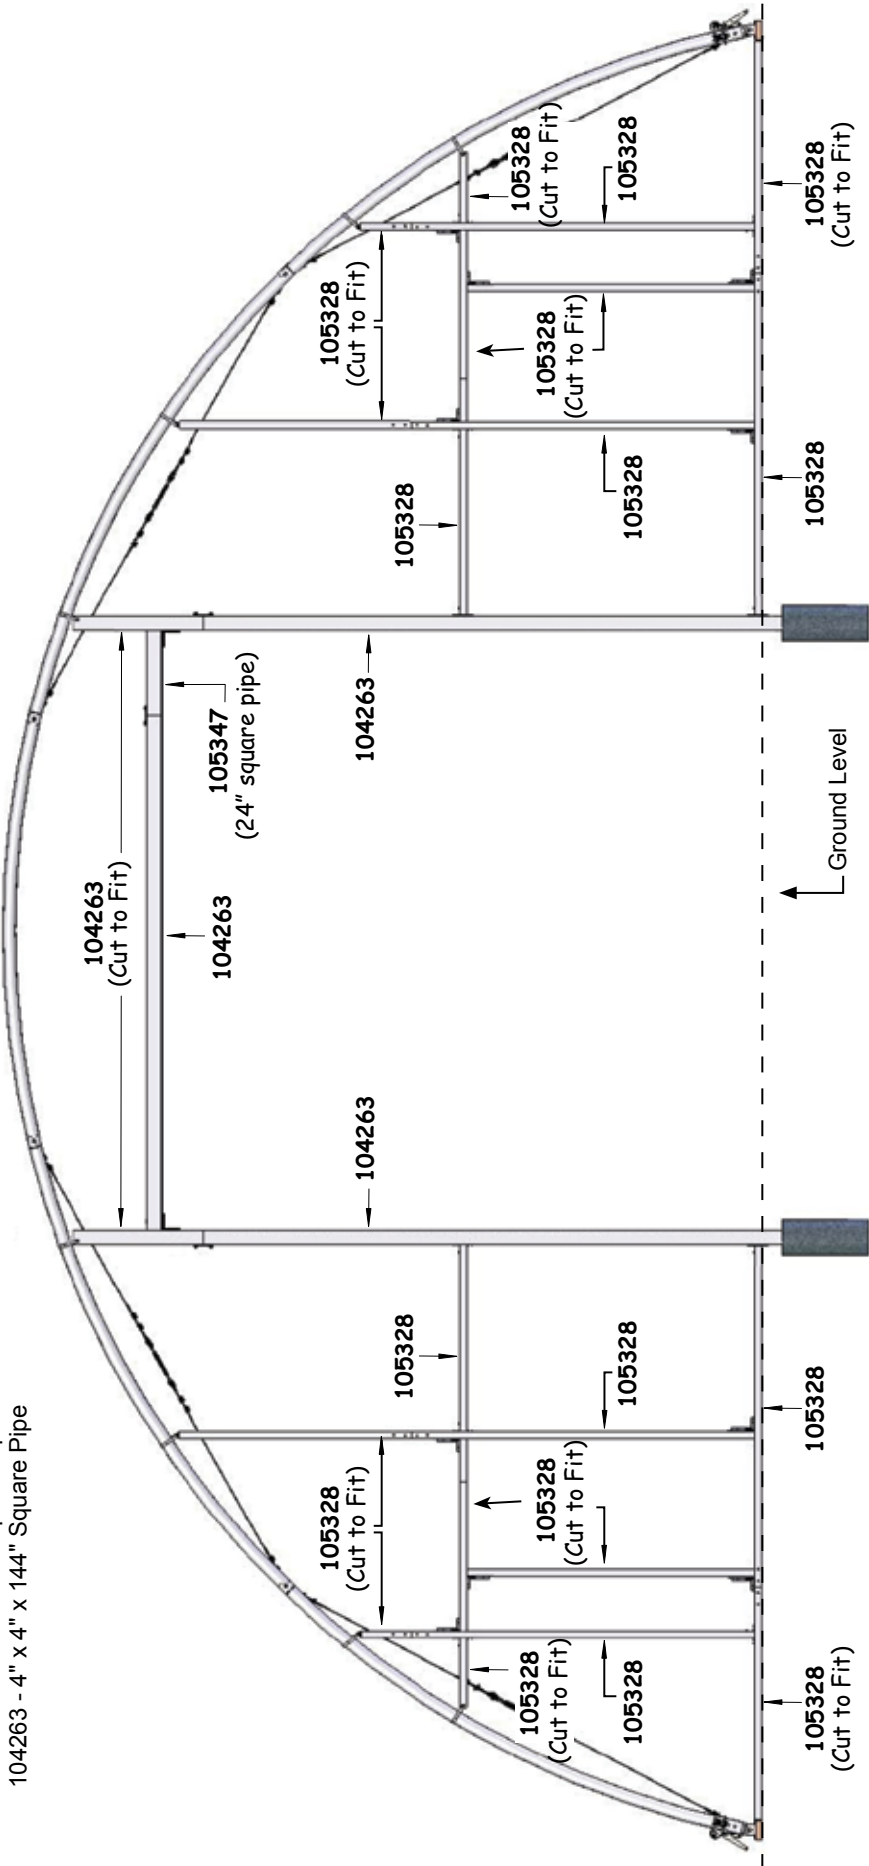 104263 - 4" x 4" x 144" Square Pipe
104263
(Cut to Fit)
104263
105347
(24" square pipe)
105328
(Cut to Fit)
105328
(Cut to Fit)
104263
104263
105328
105328
105328
(Cut to Fit)
105328
(Cut to Fit)
105328
(Cut to Fit)
105328
(Cut to Fit)
105328
105328
105328
105328
105328
(Cut to Fit)
105328
Ground Level
105328
105328
(Cut to Fit)